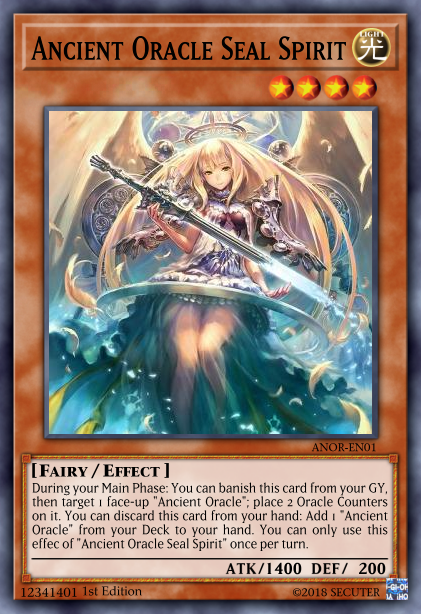 ANCIENT ORACLE SEAL SPIRIT
LIGHT
光
ANOR-EN01
[FAIRY / EFFECT]
During your Main Phase: You can banish this card from your GY,
then target 1 face-up "Ancient Oracle"; place 2 Oracle Counters
on it. You can discard this card from your hand: Add 1 "Ancient
Oracle" from your Deck to your hand. You can only use this
effec of "Ancient Oracle Seal Spirit" once per turn.
ATK/1400 DEF/ 200
12341401 1st Edition ©2018 SECUTER